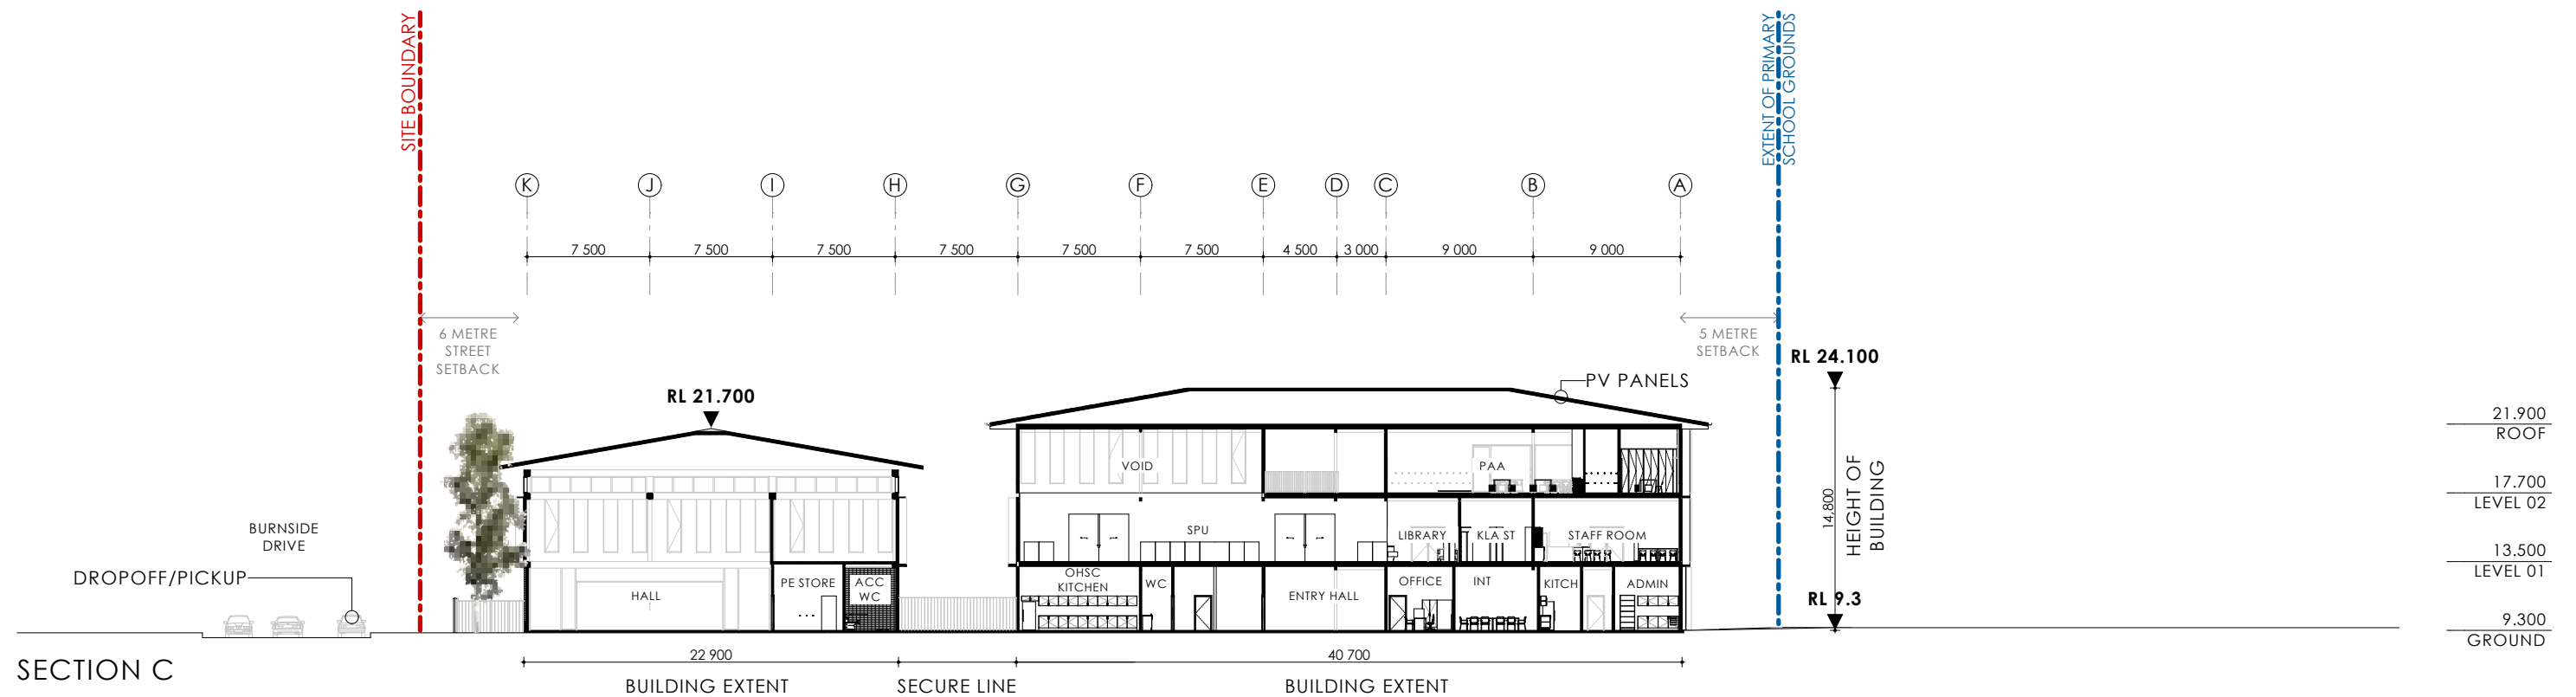 SITE BOUNDARY
EXTENT OF PRIMARY
SCHOOL GROUNDS
K J I H G F E D C B A
7 500 7 500 7 500 7 500 7 500 7 500 4 500 3 000 9 000 9 000
6 METRE
STREET
SETBACK
5 METRE
SETBACK
RL 24.100
PV PANELS
RL 21.700
21.900
ROOF
VOID
PAA
17.700
LEVEL 02
14,800
HEIGHT OF
BUILDING
BURNSIDE
DRIVE
SPU
LIBRARY
KLA ST
STAFF ROOM
13.500
LEVEL 01
DROPOFF/PICKUP
HALL
PE STORE
ACC
WC
OHSC
KITCHEN
WC
ENTRY HALL
OFFICE
INT
KITCH
ADMIN
RL 9.3
9.300
GROUND
22 900
40 700
SECTION C
BUILDING EXTENT
SECURE LINE
BUILDING EXTENT